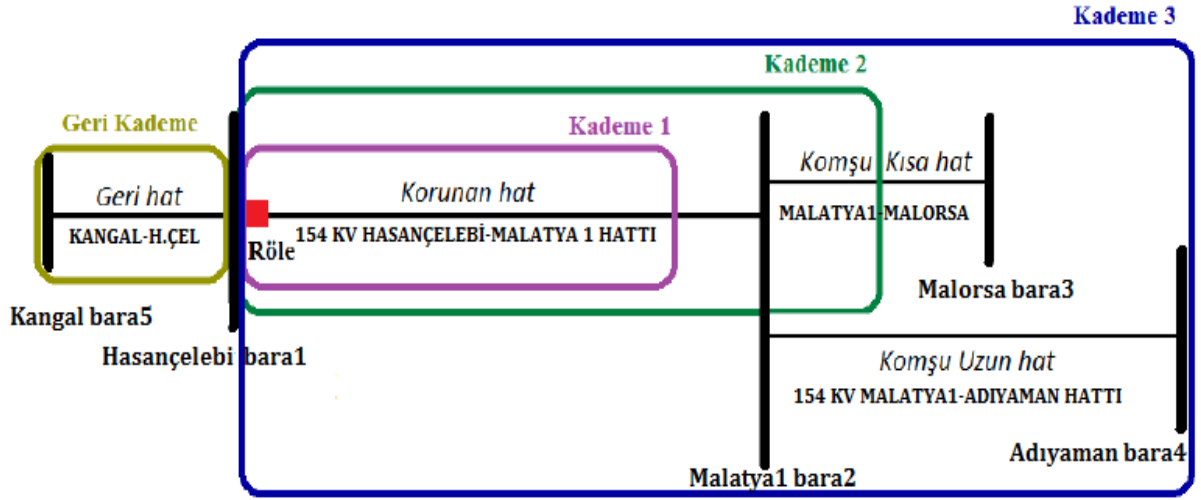 Kademe 3
Kademe 2
Geri Kademe
Kademe 1
Geri hat
KANGAL-H.ÇEL
Korunan hat
154 KV HASANÇELEBİ-MALATYA 1 HATTI
Röle
Komşu Kısa hat
MALATYA1-MALORSA
Malorsa bara3
Kangal bara5
Hasançelebi bara1
Komşu Uzun hat
154 KV MALATYA1-ADIYAMAN HATTI
Adıyaman bara4
Malatya1 bara2